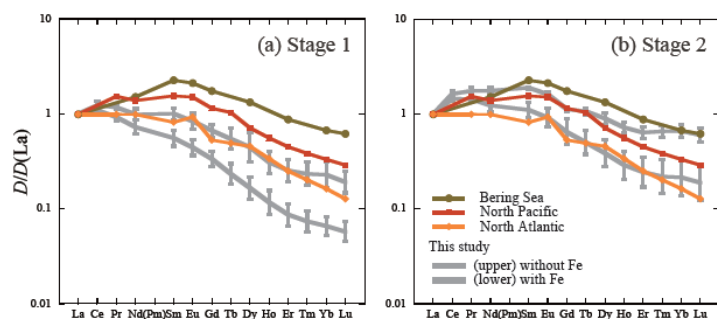 10
1
0.1
0.01
D/D(La)
(a) Stage 1
La Ce Pr Nd(Pm)Sm Eu Gd Tb Dy Ho Er Tm Yb Lu
10
1
0.1
0.01
(b) Stage 2
Bering Sea
North Pacific
North Atlantic
This study
(upper) without Fe
(lower) with Fe
La Ce Pr Nd(Pm)Sm Eu Gd Tb Dy Ho Er Tm Yb Lu